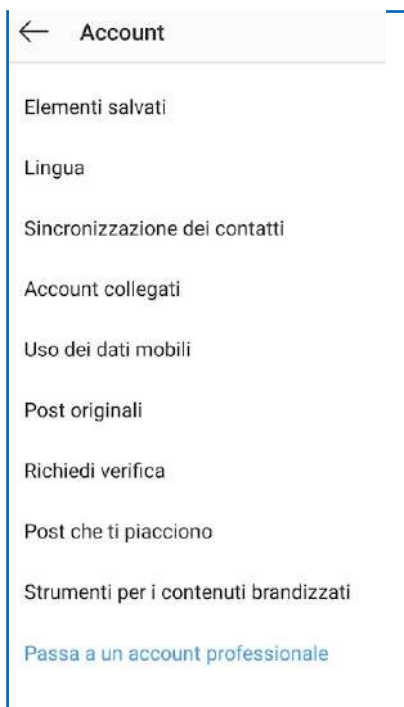 Account
Elementi salvati
Lingua
Sincronizzazione dei contatti
Account collegati
Uso dei dati mobili
Post originali
Richiedi verifica
Post che ti piacciono
Strumenti per i contenuti brandizzati
Passa a un account professionale